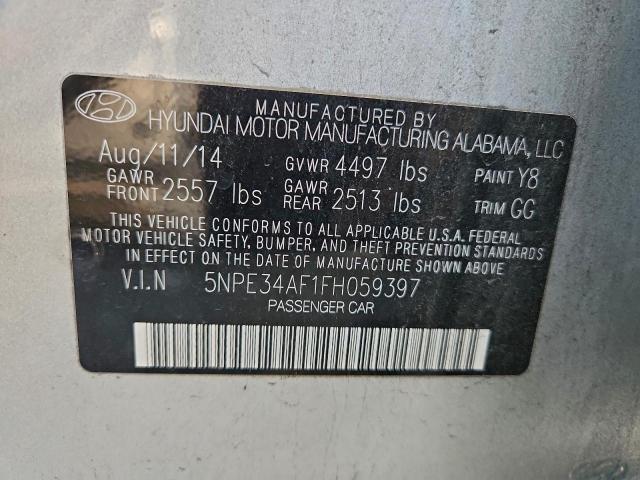 MANUFACTURED BY
HYUNDAI MOTOR MANUFACTURING ALABAMA, LLC
Aug/11/14 GVWR 4497 lbs PAINT Y8
GAWR FRONT 2557 lbs GAWR REAR 2513 lbs TRIM GG
THIS VEHICLE CONFORMS TO ALL APPLICABLE U.S.A. FEDERAL
MOTOR VEHICLE SAFETY, BUMPER, AND THEFT PREVENTION STANDARDS
IN EFFECT ON THE DATE OF MANUFACTURE SHOWN ABOVE.
V.I.N 5NPE34AF1FH059397
PASSENGER CAR